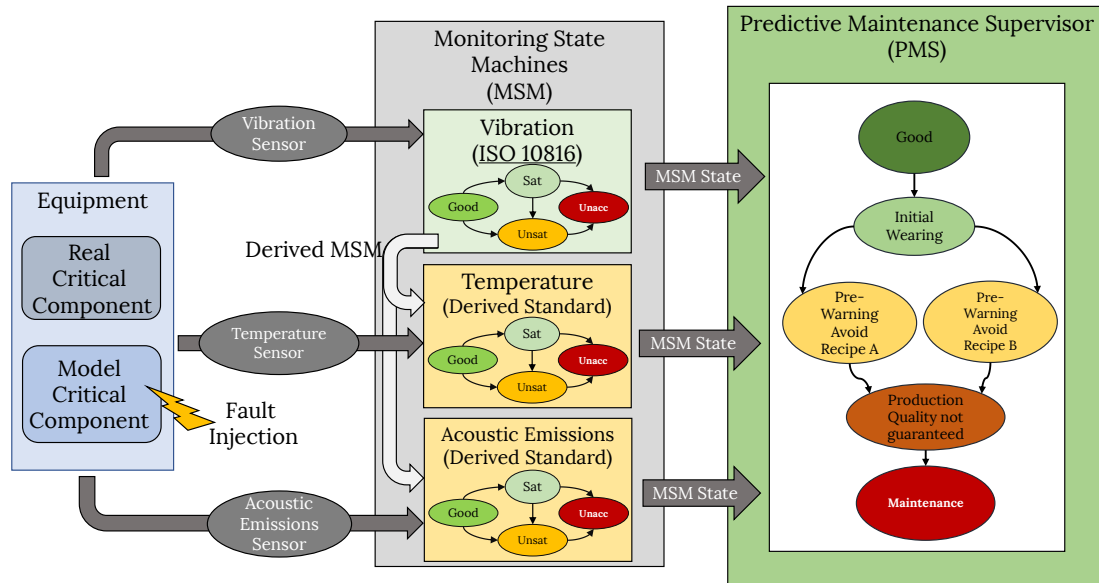 Equipment
Real
Critical
Component
Model
Critical
Component
Fault
Injection
Vibration
Sensor
Temperature
Sensor
Acoustic
Emissions
Sensor
Monitoring State
Machines
(MSM)
Vibration
(ISO 10816)
Good
Sat
Unsat
Unacc
Derived MSM
Temperature
(Derived Standard)
Good
Sat
Unsat
Unacc
Acoustic Emissions
(Derived Standard)
Good
Sat
Unsat
Unacc
MSM State
MSM State
MSM State
Predictive Maintenance Supervisor
(PMS)
Good
Initial
Wearing
Pre-
Warning
Avoid
Recipe A
Pre-
Warning
Avoid
Recipe B
Production
Quality not
guaranteed
Maintenance